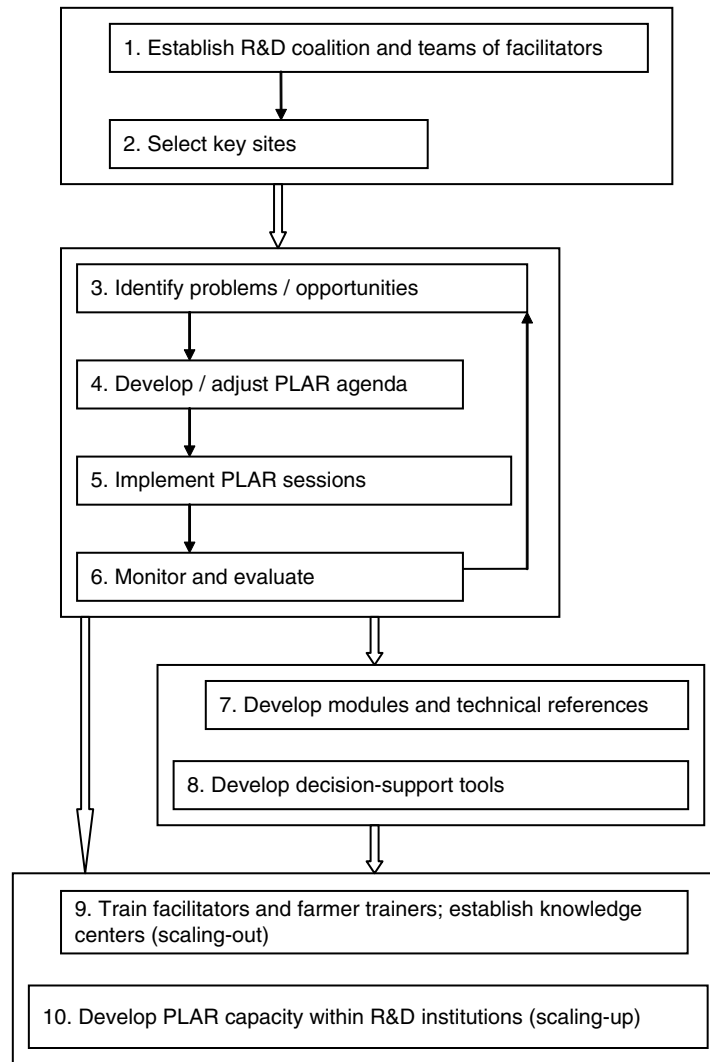 1. Establish R&D coalition and teams of facilitators
2. Select key sites
3. Identify problems / opportunities
4. Develop / adjust PLAR agenda
5. Implement PLAR sessions
6. Monitor and evaluate
7. Develop modules and technical references
8. Develop decision-support tools
9. Train facilitators and farmer trainers; establish knowledge
centers (scaling-out)
10. Develop PLAR capacity within R&D institutions (scaling-up)